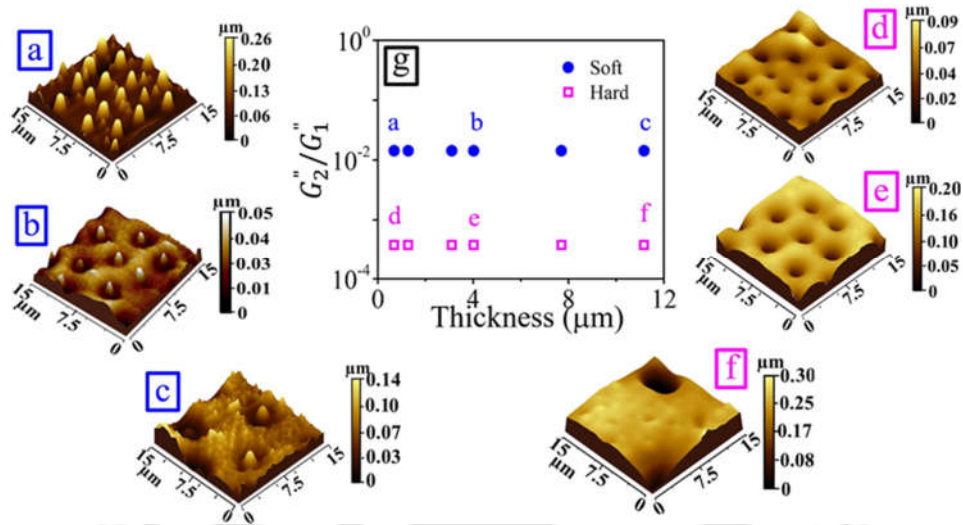 a
µm
0.26
0.20
0.13
0.07
0
15
µm
7.5
0
0
7.5
15
b
µm
0.05
0.04
0.03
0.01
0
15
µm
7.5
0
0
7.5
15
c
µm
0.14
0.10
0.07
0.03
0
15
µm
7.5
0
0
7.5
15
g
10⁰
10⁻²
10⁻⁴
G₂"/G₁"
Soft
Hard
a b c
d e f
0 4 8 12
Thickness (µm)
d
µm
0.09
0.07
0.04
0.02
0
15
µm
7.5
0
0
7.5
15
e
µm
0.20
0.16
0.10
0.05
0
15
µm
7.5
0
0
7.5
15
f
µm
0.30
0.25
0.17
0.08
0
15
µm
7.5
0
0
7.5
15